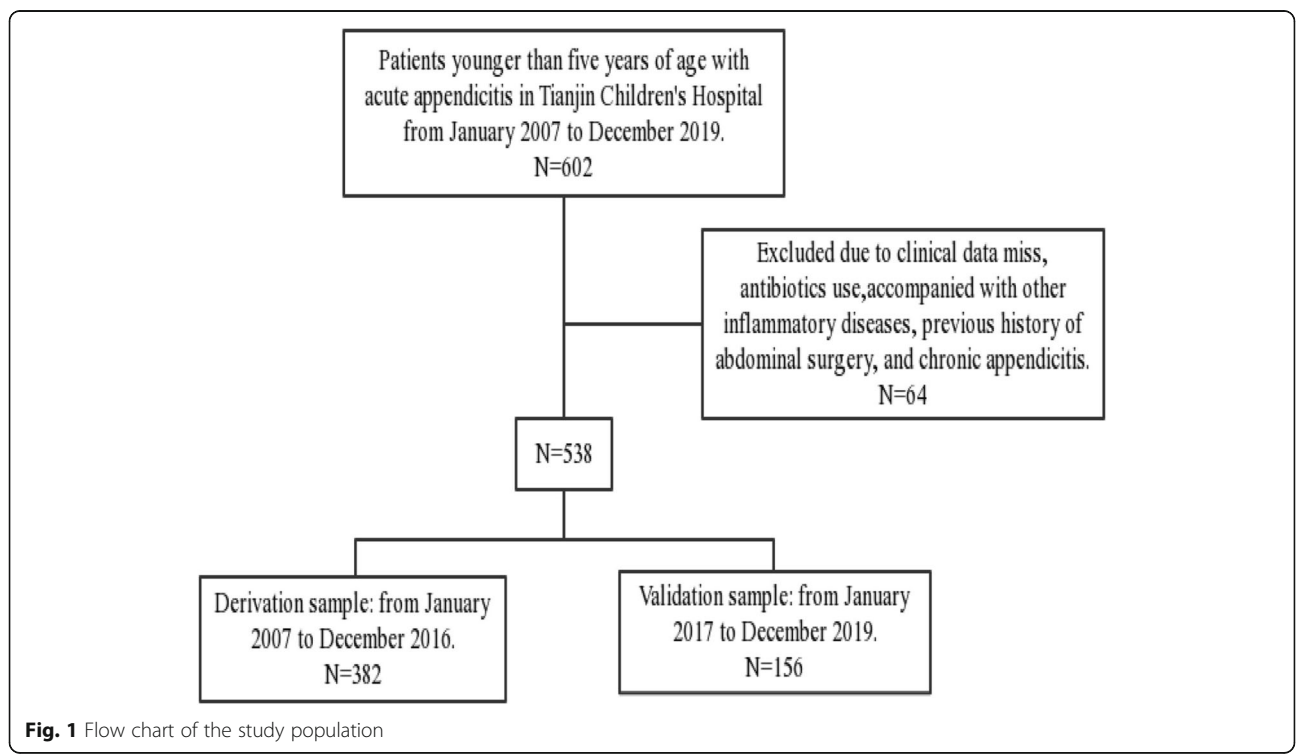 Patients younger than five years of age with
acute appendicitis in Tianjin Children's Hospital
from January 2007 to December 2019.
N=602
Excluded due to clinical data miss,
antibiotics use,accompanied with other
inflammatory diseases, previous history of
abdominal surgery, and chronic appendicitis.
N=64
N=538
Derivation sample: from January
2007 to December 2016.
N=382
Validation sample: from January
2017 to December 2019.
N=156
Fig. 1 Flow chart of the study population